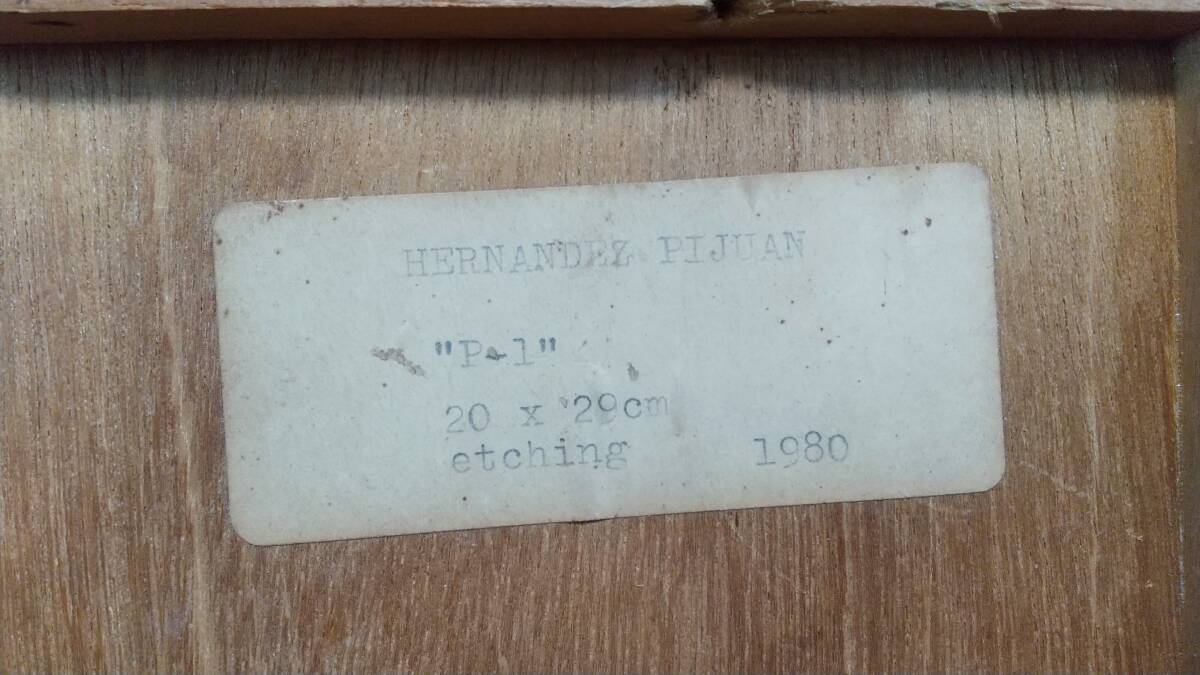 HERNANDEZ PIJUAN
"P-1"
20 x 29cm
etching 1980